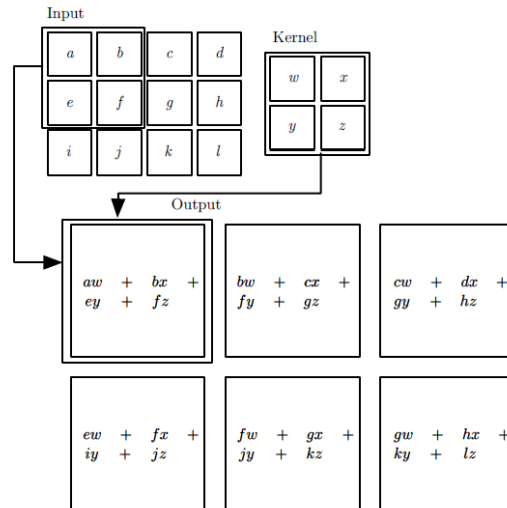 Input
a b c d
e f g h
i j k l
Kernel
w x
y z
Output
aw + bx +
ey + fz
bw + cx +
fy + gz
cw + dx +
gy + hz
ew + fx +
iy + jz
fw + gx +
jy + kz
gw + hx +
ky + lz